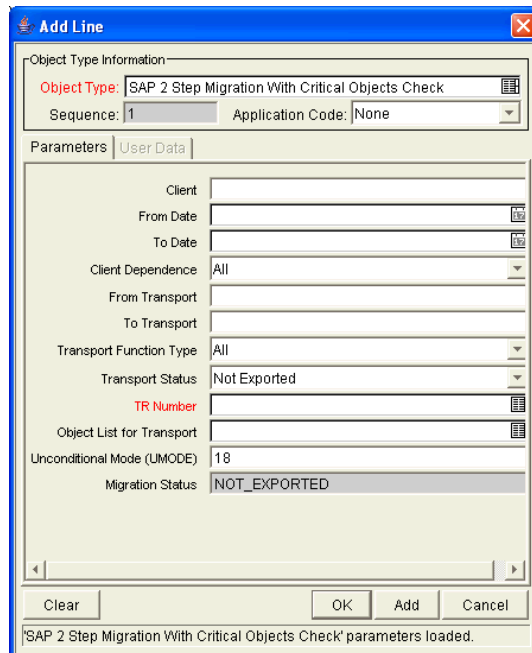 Add Line
Object Type Information
Object Type: SAP 2 Step Migration With Critical Objects Check
Sequence: 1 Application Code: None
Parameters User Data
Client
From Date
To Date
Client Dependence All
From Transport
To Transport
Transport Function Type All
Transport Status Not Exported
TR Number
Object List for Transport
Unconditional Mode (UMODE) 18
Migration Status NOT_EXPORTED
Clear OK Add Cancel
'SAP 2 Step Migration With Critical Objects Check' parameters loaded.